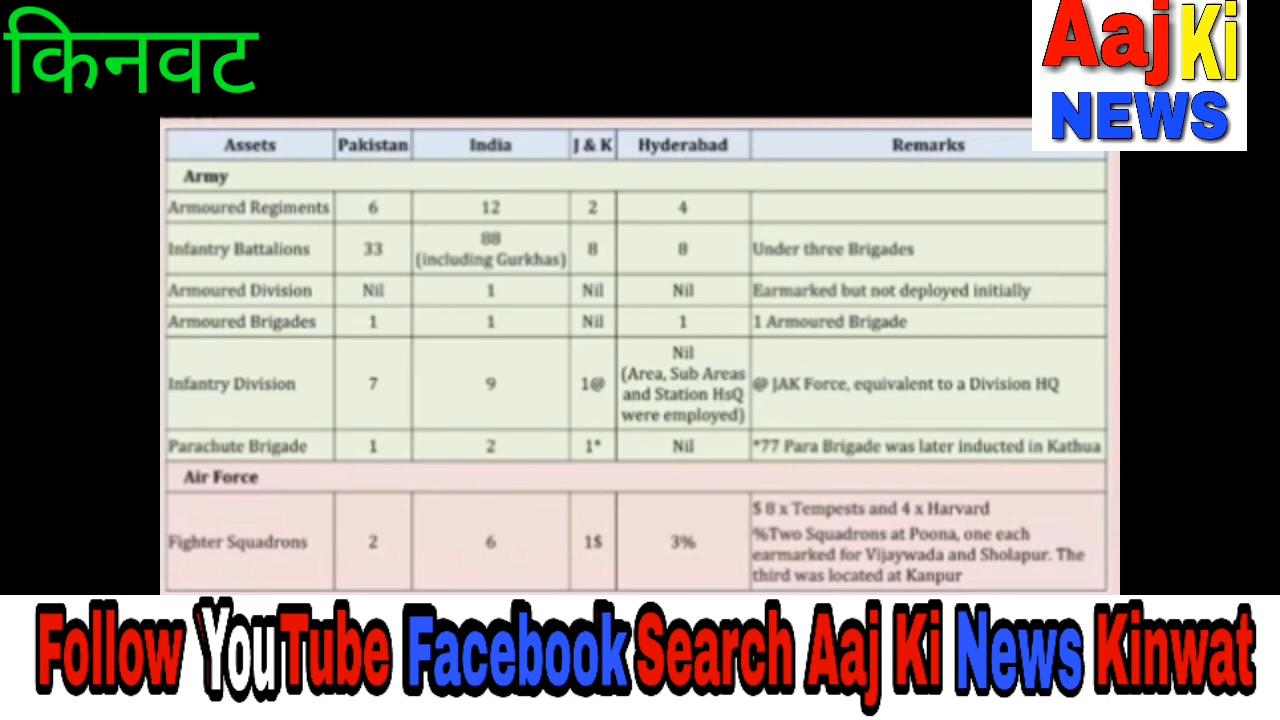 किनवट
Aaj Ki
NEWS
Assets Pakistan India J & K Hyderabad Remarks
Army
Armoured Regiments 6 12 2 4
Infantry Battalions 33 88 (including Gurkhas) 8 8 Under three Brigades
Armoured Division Nil 1 Nil Nil Earmarked but not deployed initially
Armoured Brigades 1 1 Nil 1 1 Armoured Brigade
Infantry Division 7 9 1@ Nil (Area, Sub Areas and Station HsQ were employed) @ JAK Force, equivalent to a Division HQ
Parachute Brigade 1 2 1* Nil *77 Para Brigade was later inducted in Kathua
Air Force
Fighter Squadrons 2 6 1$ 3% $ 8 x Tempests and 4 x Harvard
%Two Squadrons at Poona, one each
earmarked for Vijaywada and Sholapur. The
third was located at Kanpur
Follow YouTube Facebook Search Aaj Ki News Kinwat